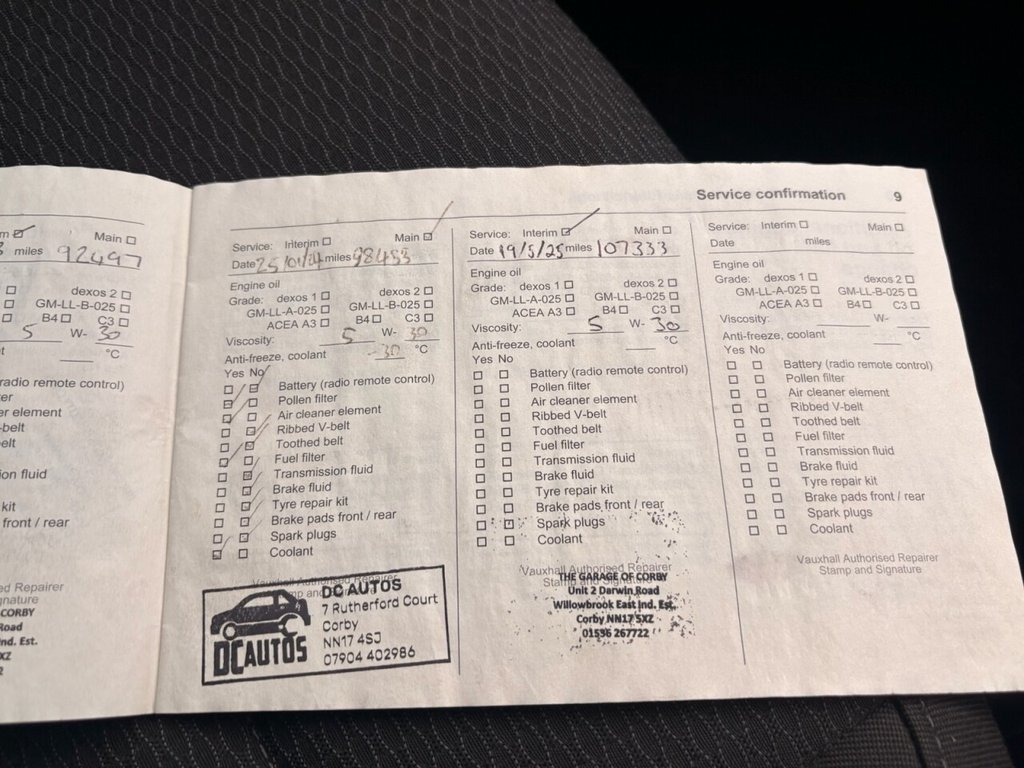 Service confirmation 9
m Main
miles 92497
dexos 2
GM-LL-B-025
B4 C3
5 W- 30
°C
radio remote control)
er
er element
-belt
elt
ion fluid
kit
front / rear
ed Repairer
gnature
CORBY
Road
nd. Est.
XZ
2
Service: Interim Main
Date 25/01/ miles 98453
Engine oil
Grade: dexos 1 dexos 2
GM-LL-A-025 GM-LL-B-025
ACEA A3 B4 C3
Viscosity: 5 W- 30
Anti-freeze, coolant -30 °C
Yes No
Battery (radio remote control)
Pollen filter
Air cleaner element
Ribbed V-belt
Toothed belt
Fuel filter
Transmission fluid
Brake fluid
Tyre repair kit
Brake pads front / rear
Spark plugs
Coolant
Vauxhall Authorised Repairer
DC AUTOS
7 Rutherford Court
Corby
NN17 4SJ
07904 402986
DC AUTOS
Service: Interim Main
Date 19/5/25 miles 107333
Engine oil
Grade: dexos 1 dexos 2
GM-LL-A-025 GM-LL-B-025
ACEA A3 B4 C3
Viscosity: 5 W- 30
Anti-freeze, coolant °C
Yes No
Battery (radio remote control)
Pollen filter
Air cleaner element
Ribbed V-belt
Toothed belt
Fuel filter
Transmission fluid
Brake fluid
Tyre repair kit
Brake pads front / rear
Spark plugs
Coolant
Vauxhall Authorised Repairer
Stamp and Signature
THE GARAGE OF CORBY
Unit 2 Darwin Road
Willowbrook East Ind. Est.
Corby NN17 5XZ
01536 267722
Service: Interim Main
Date miles
Engine oil
Grade: dexos 1 dexos 2
GM-LL-A-025 GM-LL-B-025
ACEA A3 B4 C3
Viscosity: W-
Anti-freeze, coolant °C
Yes No
Battery (radio remote control)
Pollen filter
Air cleaner element
Ribbed V-belt
Toothed belt
Fuel filter
Transmission fluid
Brake fluid
Tyre repair kit
Brake pads front / rear
Spark plugs
Coolant
Vauxhall Authorised Repairer
Stamp and Signature